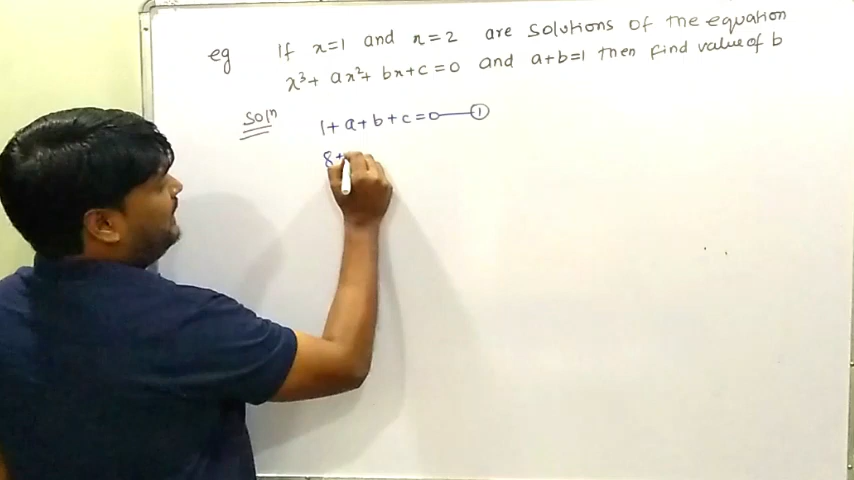 eg If x=1 and x=2 are solutions of the equation
x³+ ax²+ bx+c=0 and a+b=1 then find value of b
Solⁿ 1+a+b+c=0 — ①
8+